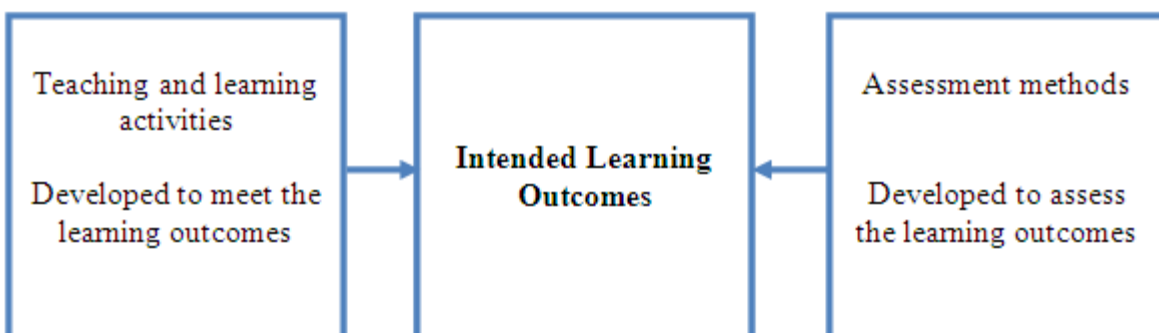 Teaching and learning
activities
Developed to meet the
learning outcomes
Intended Learning
Outcomes
Assessment methods
Developed to assess
the learning outcomes